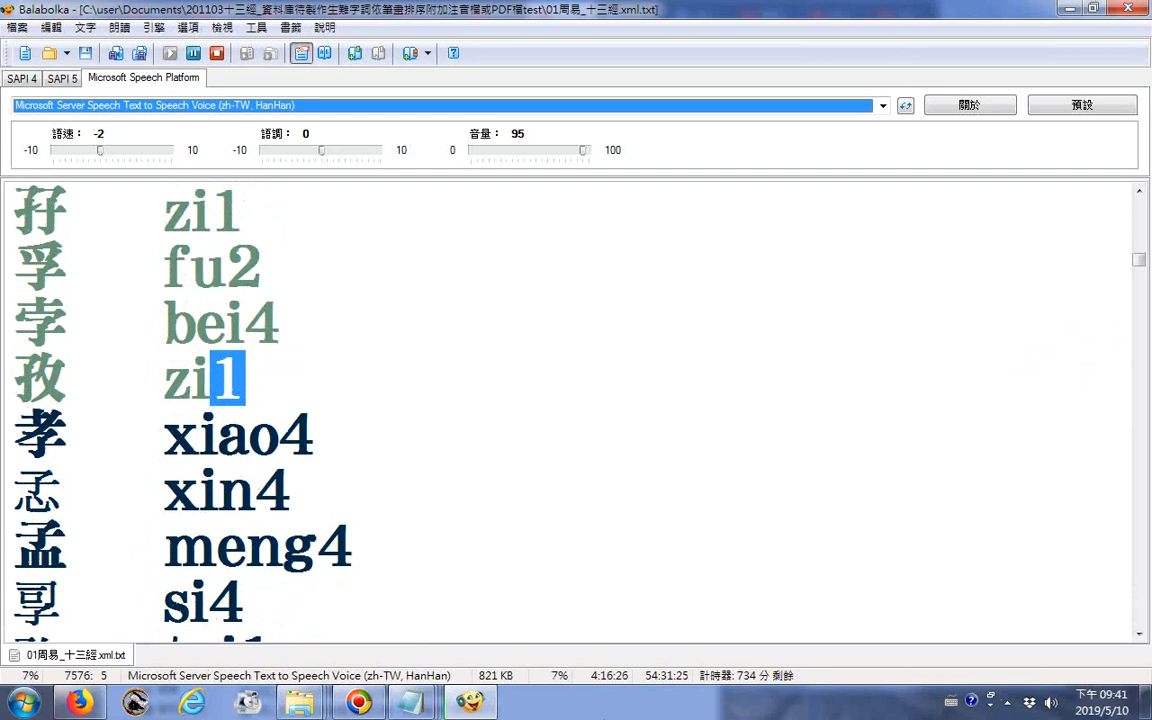 Balabolka - [C:\user\Documents\201103十三經_資料庫待製作生難字詞依筆畫排序附加注音檔或PDF檔test\01周易_十三經.xml.txt]
檔案 編輯 文字 朗讀 引擎 選項 檢視 工具 書籤 說明
SAPI 4 SAPI 5 Microsoft Speech Platform
Microsoft Server Speech Text to Speech Voice (zh-TW, HanHan) 關於 預設
語速： -2 語調： 0 音量： 95
-10 10 -10 10 0 100
孖 zi1
孚 fu2
孛 bei4
孜 zi1
孝 xiao4
孞 xin4
孟 meng4
si4
01周易_十三經.xml.txt
7% 7576: 5 Microsoft Server Speech Text to Speech Voice (zh-TW, HanHan) 821 KB 7% 4:16:26 54:31:25 計時器: 734 分 剩餘
下午 09:41
2019/5/10